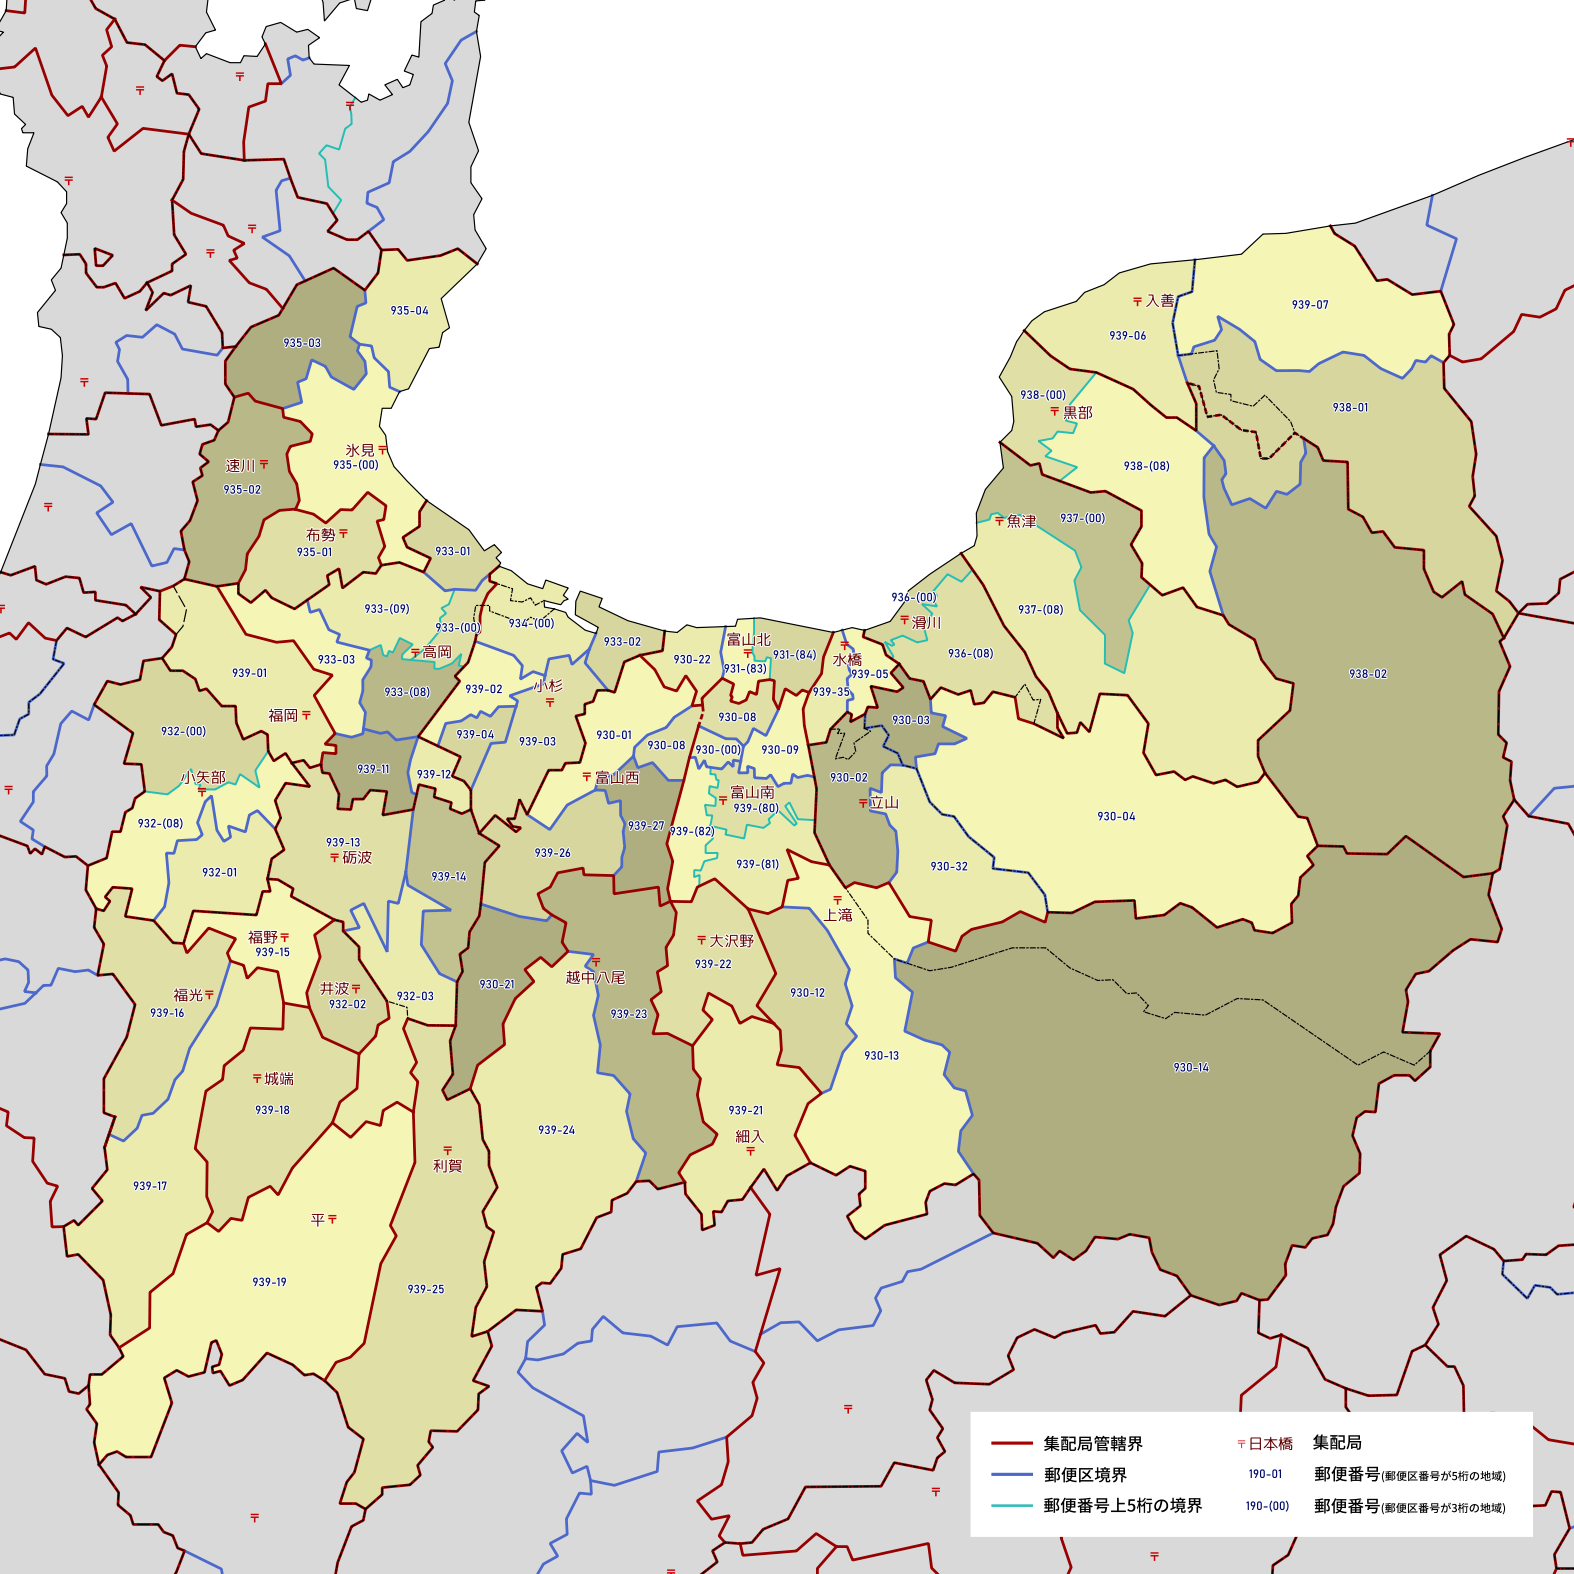 935-04
入善
939-07
935-03
939-06
938-(00)
黒部
938-01
氷見
935-(00)
速川
935-02
938-(08)
937-(00)
魚津
布勢
935-01
933-01
936-(00)
滑川
937-(08)
933-(09)
933-(00)
934-(00)
933-02
高岡
933-03
939-01
933-(08)
939-02
小杉
930-22
富山北
931-(83)
931-(84)
水橋
939-05
939-35
936-(08)
938-02
福岡
932-(00)
939-04
939-03
930-01
930-08
930-08
930-(00)
930-09
930-03
939-11
939-12
富山西
小矢部
930-02
立山
富山南
939-(80)
930-04
932-(08)
939-13
砺波
939-27
939-(82)
939-26
939-(81)
932-01
939-14
930-32
上滝
福野
939-15
大沢野
939-22
越中八尾
930-21
井波
932-02
932-03
福光
939-16
939-23
930-12
930-13
930-14
城端
939-18
939-24
939-21
細入
利賀
939-17
平
939-19
939-25
集配局管轄界
郵便区境界
郵便番号上5桁の境界
日本橋 集配局
190-01 郵便番号(郵便区番号が5桁の地域)
190-(00) 郵便番号(郵便区番号が3桁の地域)